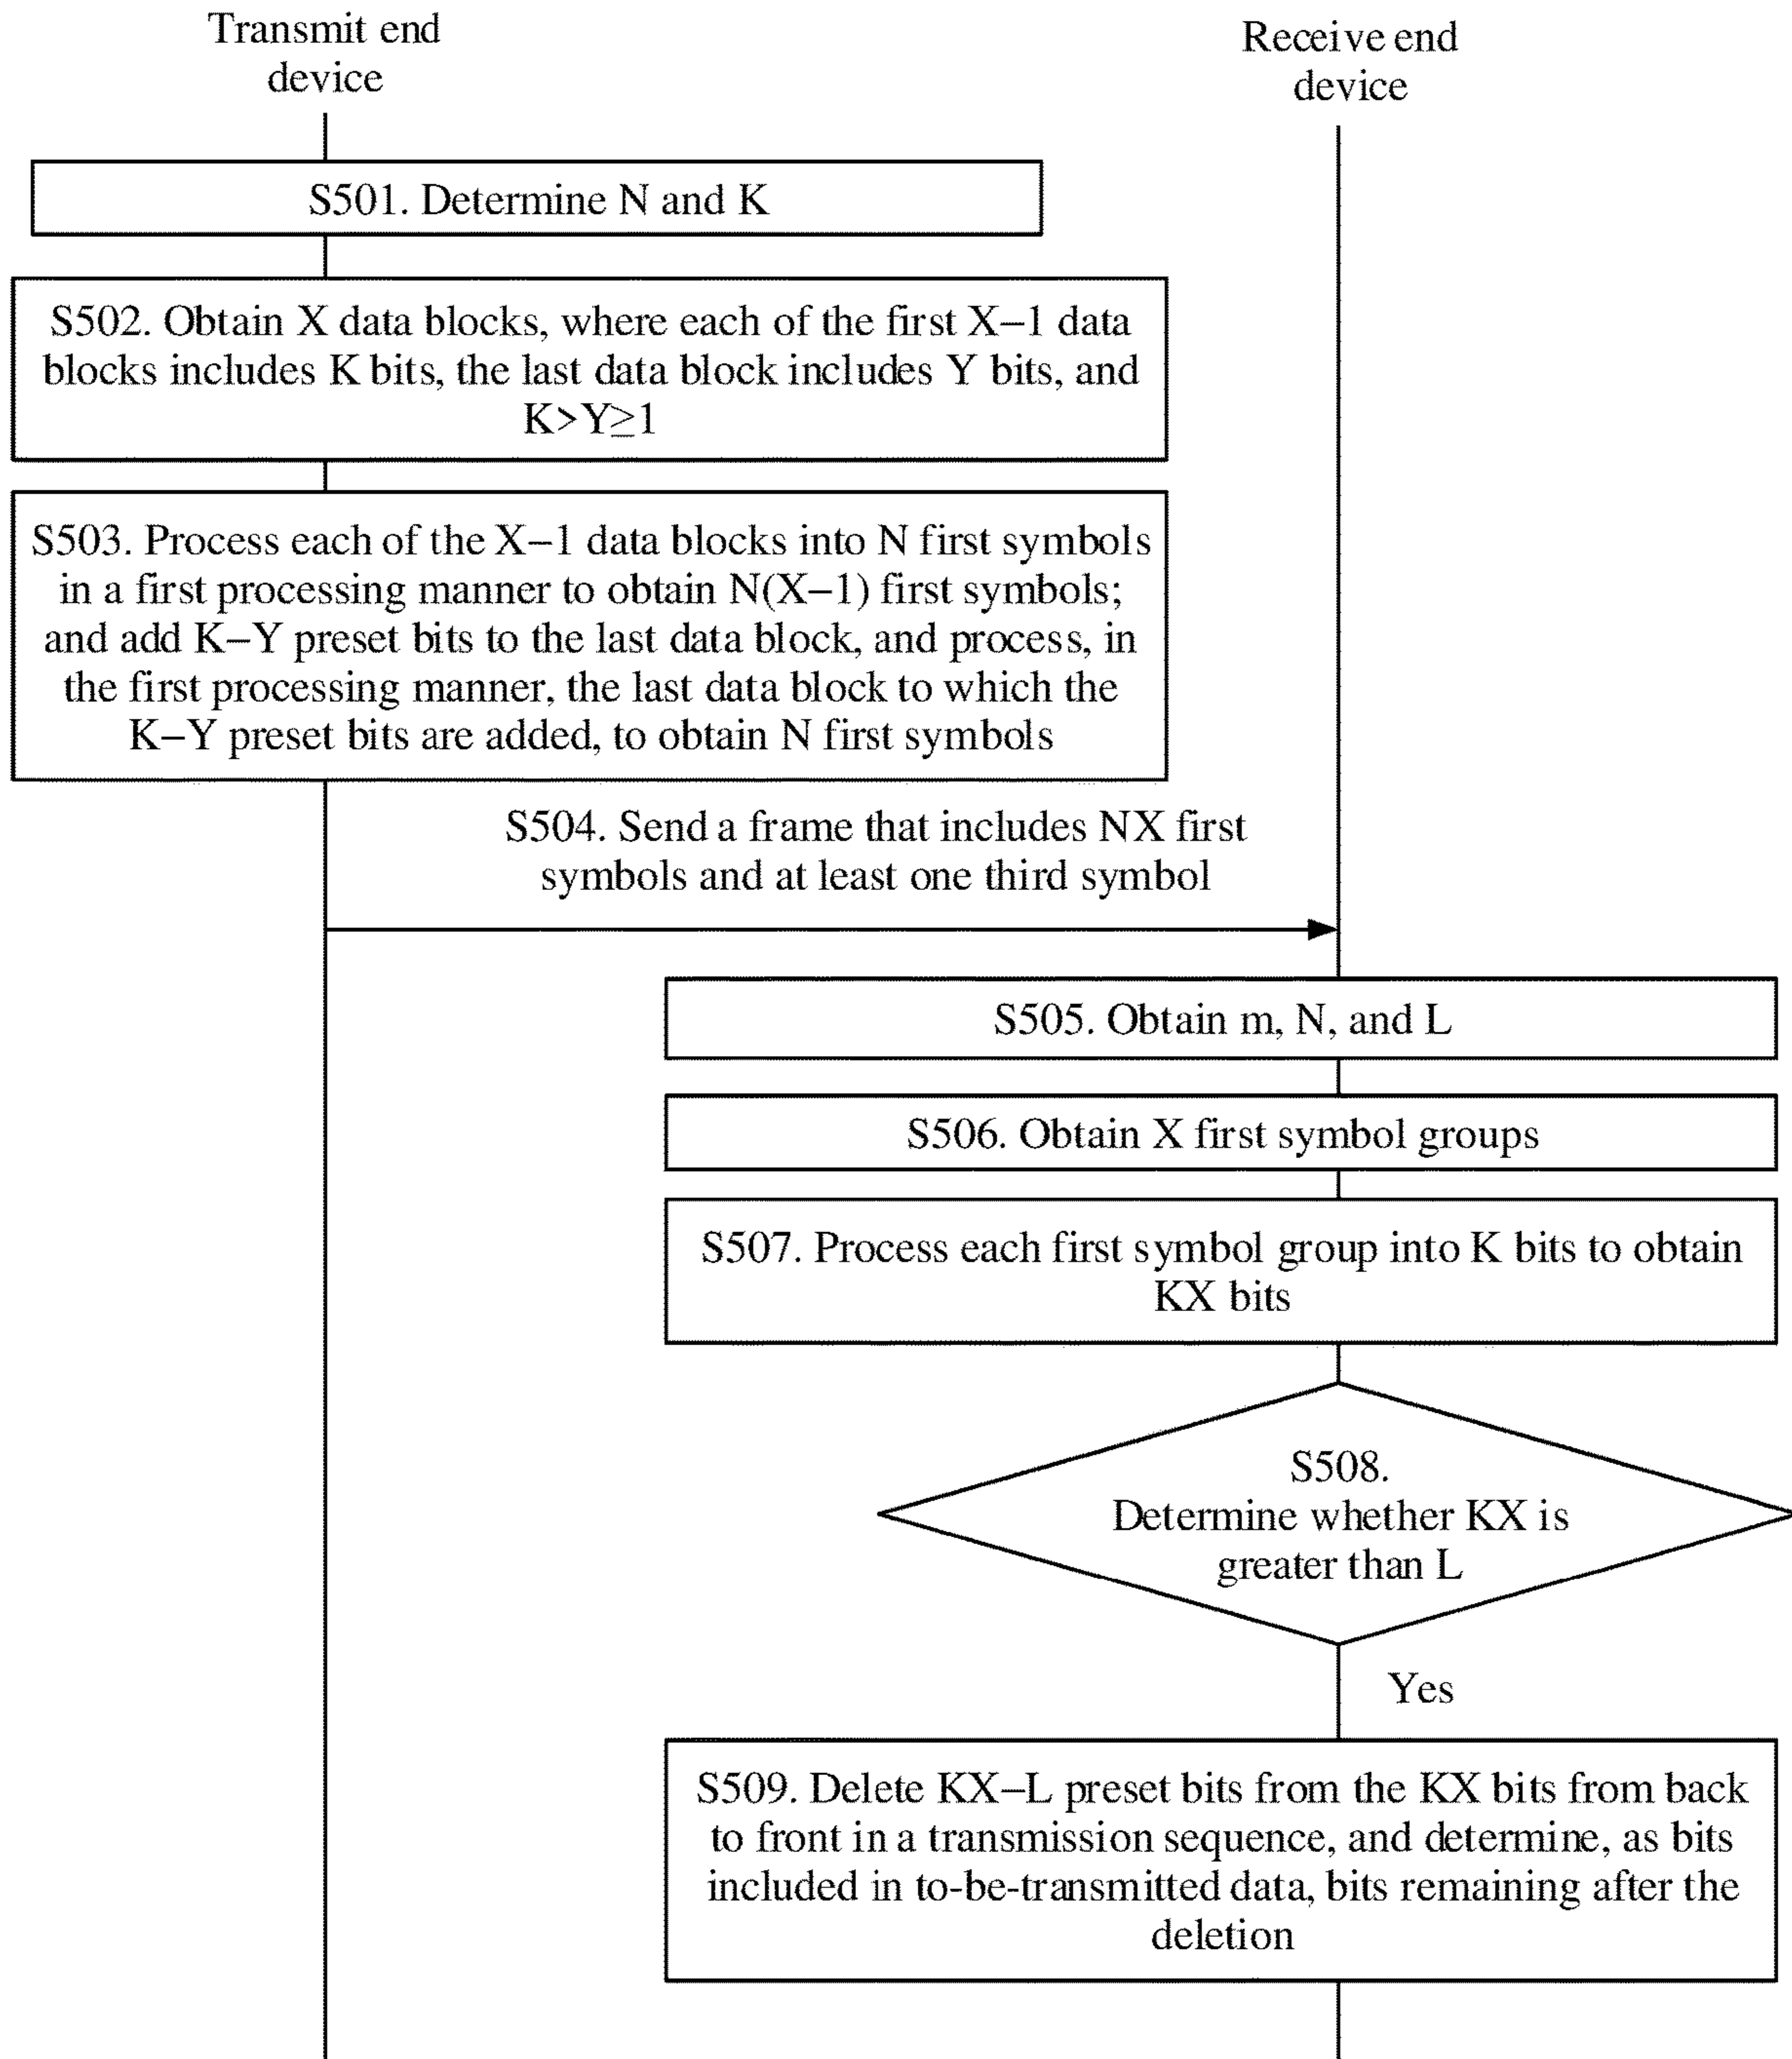 Transmit end
device
Receive end
device
S501. Determine N and K
S502. Obtain X data blocks, where each of the first X–1 data
blocks includes K bits, the last data block includes Y bits, and
K>Y≥1
S503. Process each of the X–1 data blocks into N first symbols
in a first processing manner to obtain N(X–1) first symbols;
and add K–Y preset bits to the last data block, and process, in
the first processing manner, the last data block to which the
K–Y preset bits are added, to obtain N first symbols
S504. Send a frame that includes NX first
symbols and at least one third symbol
S505. Obtain m, N, and L
S506. Obtain X first symbol groups
S507. Process each first symbol group into K bits to obtain
KX bits
S508.
Determine whether KX is
greater than L
Yes
S509. Delete KX–L preset bits from the KX bits from back
to front in a transmission sequence, and determine, as bits
included in to-be-transmitted data, bits remaining after the
deletion